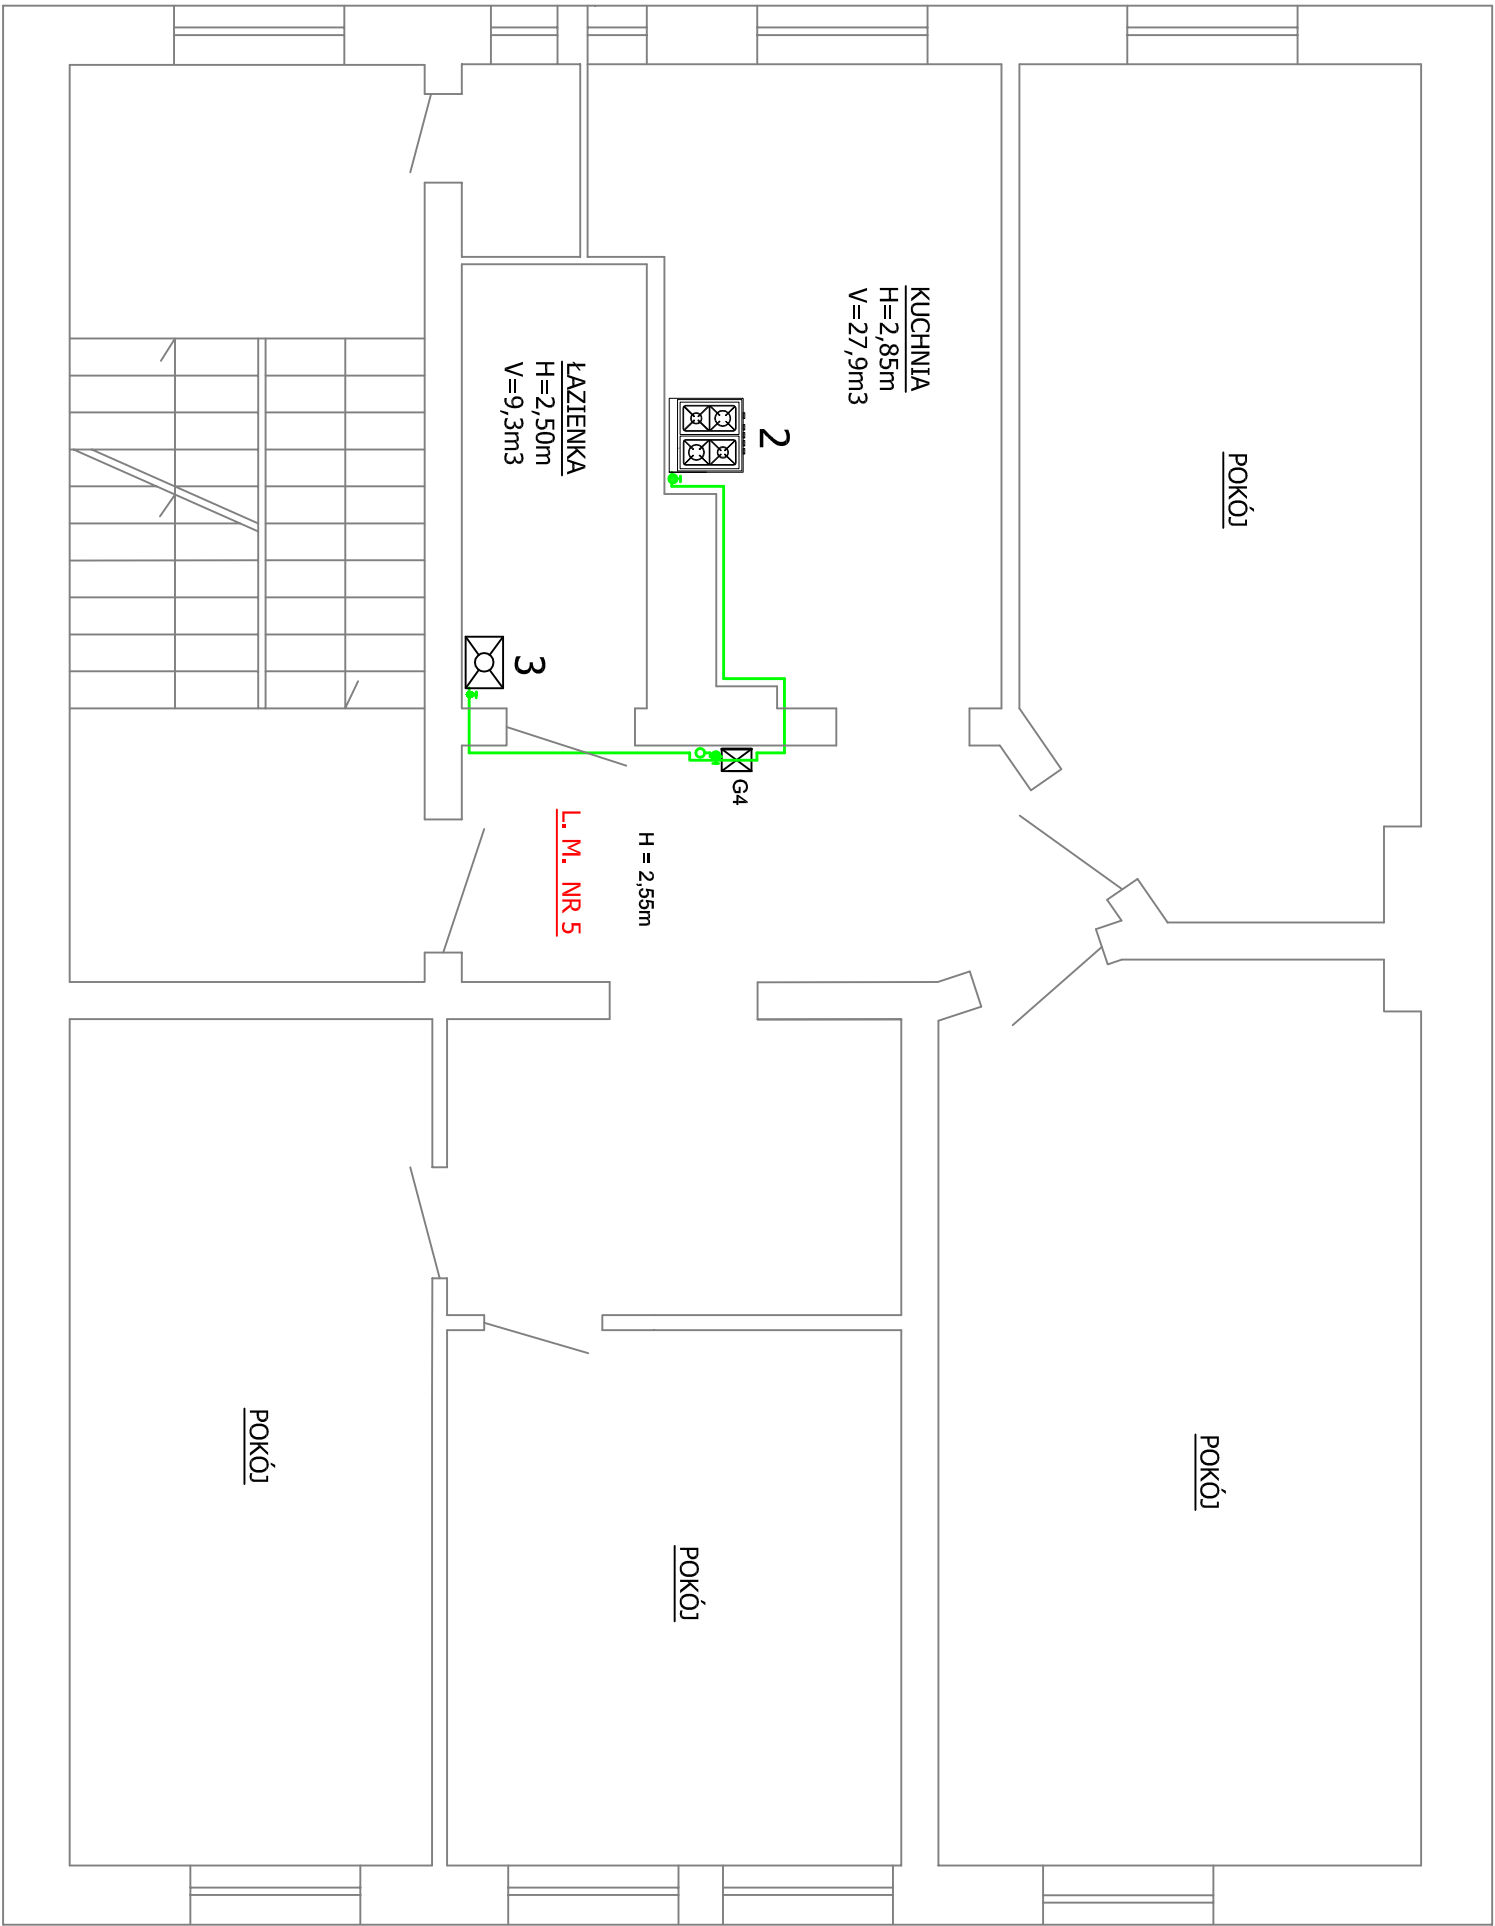 POKÓJ
KUCHNIA
H=2,85m
V=27,9m3
2
ŁAZIENKA
H=2,50m
V=9,3m3
3
G4
H = 2,55m
L. M. NR 5
POKÓJ
POKÓJ
POKÓJ